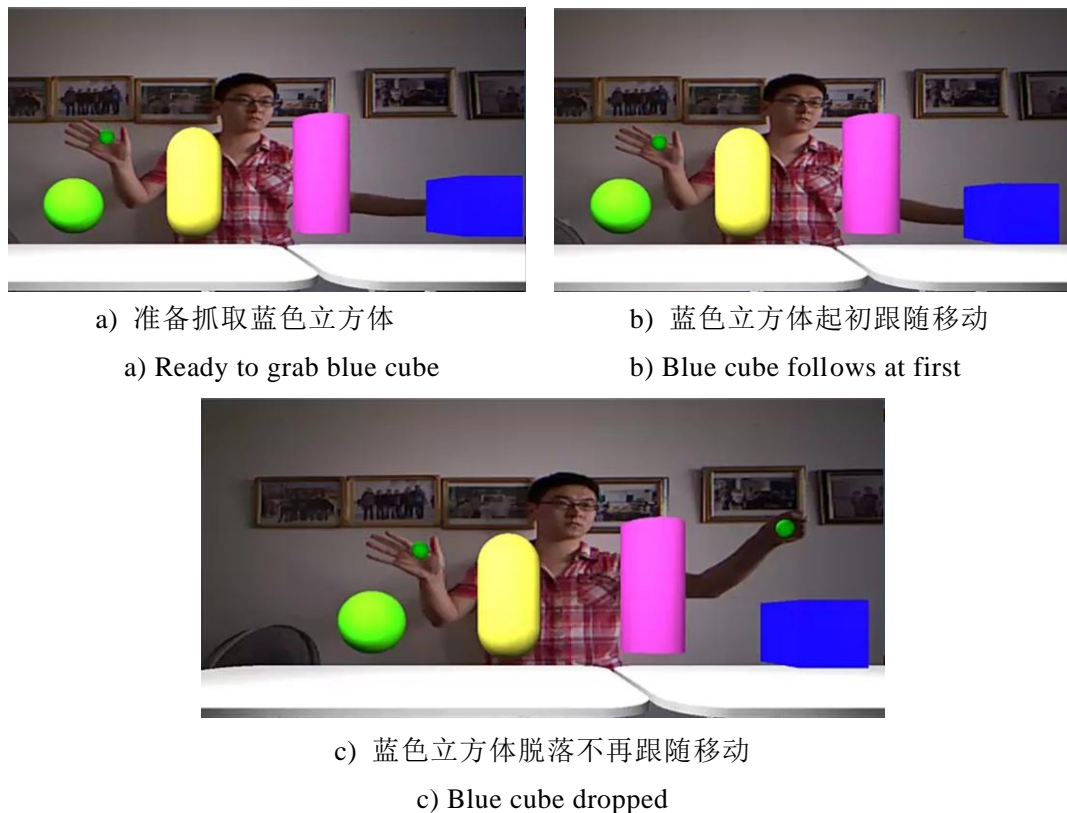 a) 准备抓取蓝色立方体
a) Ready to grab blue cube
b) 蓝色立方体起初跟随移动
b) Blue cube follows at first
c) 蓝色立方体脱落不再跟随移动
c) Blue cube dropped